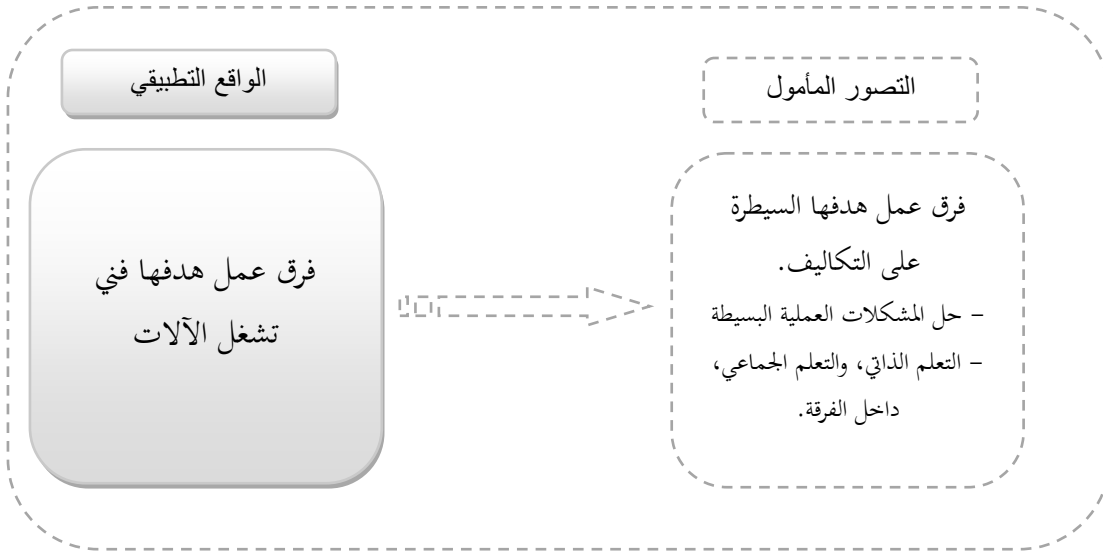 التصور المأمول
فرق عمل هدفها السيطرة
على التكاليف.
- حل المشكلات العملية البسيطة
- التعلم الذاتي، والتعلم الجماعي،
داخل الفرقة.
الواقع التطبيقي
فرق عمل هدفها فني
تشغل الآلات